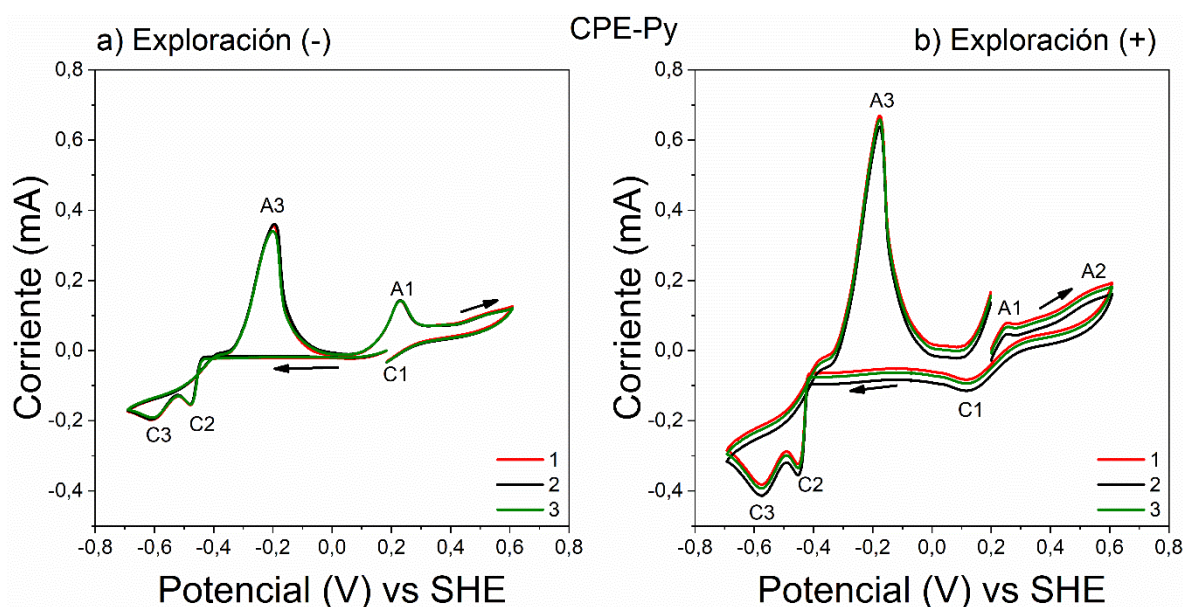 CPE-Py
a) Exploración (-)
b) Exploración (+)
0,8
0,6
0,4
0,2
0,0
-0,2
-0,4
Corriente (mA)
A3
A1
C1
C2
C3
1
2
3
-0,8 -0,6 -0,4 -0,2 0,0 0,2 0,4 0,6 0,8
Potencial (V) vs SHE
0,8
0,6
0,4
0,2
0,0
-0,2
-0,4
Corriente (mA)
A3
A2
A1
C1
C2
C3
1
2
3
-0,8 -0,6 -0,4 -0,2 0,0 0,2 0,4 0,6 0,8
Potencial (V) vs SHE